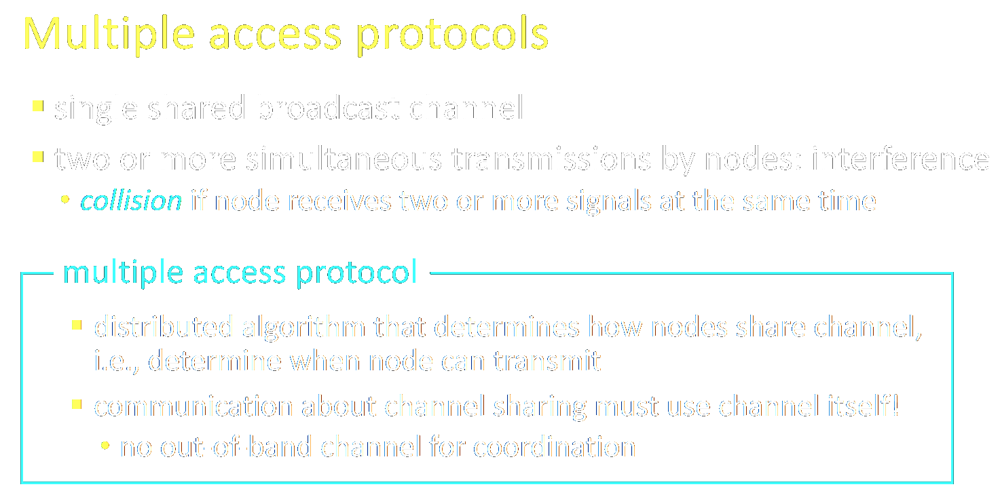 Multiple access protocols
single shared broadcast channel
two or more simultaneous transmissions by nodes: interference
collision if node receives two or more signals at the same time
multiple access protocol
distributed algorithm that determines how nodes share channel,
i.e., determine when node can transmit
communication about channel sharing must use channel itself!
no out-of-band channel for coordination